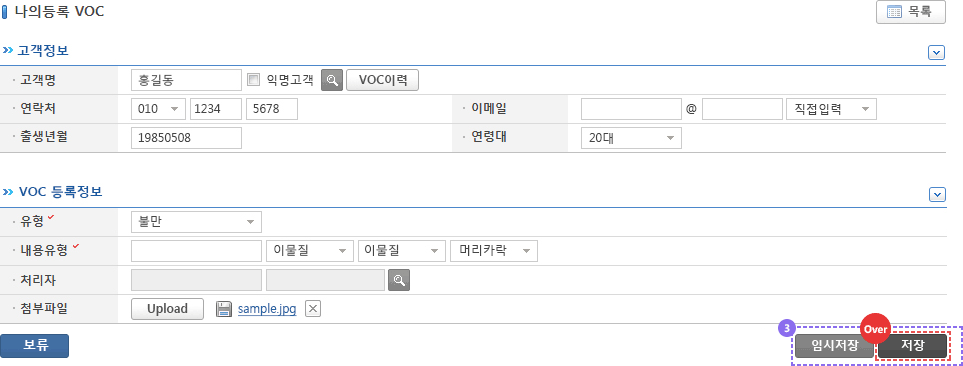 나의등록 VOC
목록
고객정보
고객명 홍길동 익명고객 VOC이력
연락처 010 1234 5678 이메일 @ 직접입력
출생년월 19850508 연령대 20대
VOC 등록정보
유형 불만
내용유형 이물질 이물질 머리카락
처리자
첨부파일 Upload sample.jpg
보류 3 임시저장 Over 저장